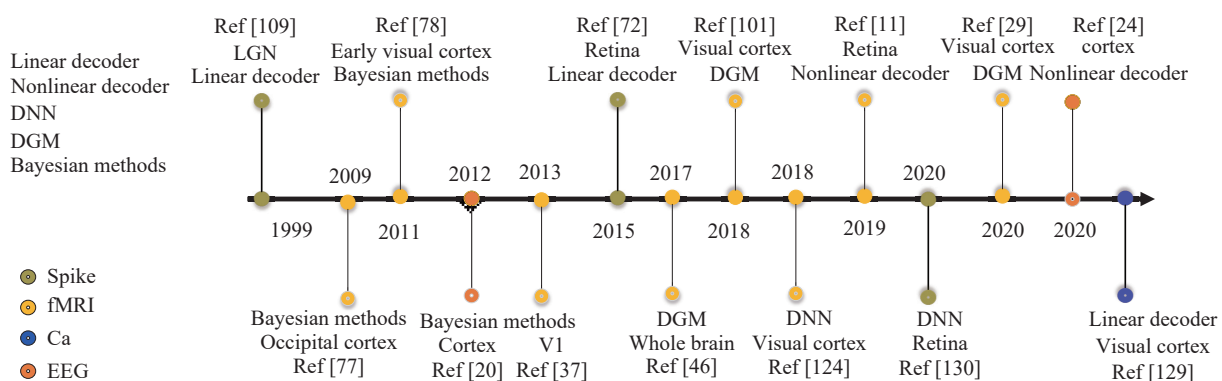 Linear decoder
Nonlinear decoder
DNN
DGM
Bayesian methods
Ref [109]
LGN
Linear decoder
Ref [78]
Early visual cortex
Bayesian methods
Ref [72]
Retina
Linear decoder
Ref [101]
Visual cortex
DGM
Ref [11]
Retina
Nonlinear decoder
Ref [29]
Visual cortex
DGM
Ref [24]
cortex
Nonlinear decoder
2009
2012
2013
2017
2018
2020
1999
2011
2015
2018
2019
2020
2020
Spike
fMRI
Ca
EEG
Bayesian methods
Occipital cortex
Ref [77]
Bayesian methods
Cortex
Ref [20]
V1
Ref [37]
DGM
Whole brain
Ref [46]
DNN
Visual cortex
Ref [124]
DNN
Retina
Ref [130]
Linear decoder
Visual cortex
Ref [129]